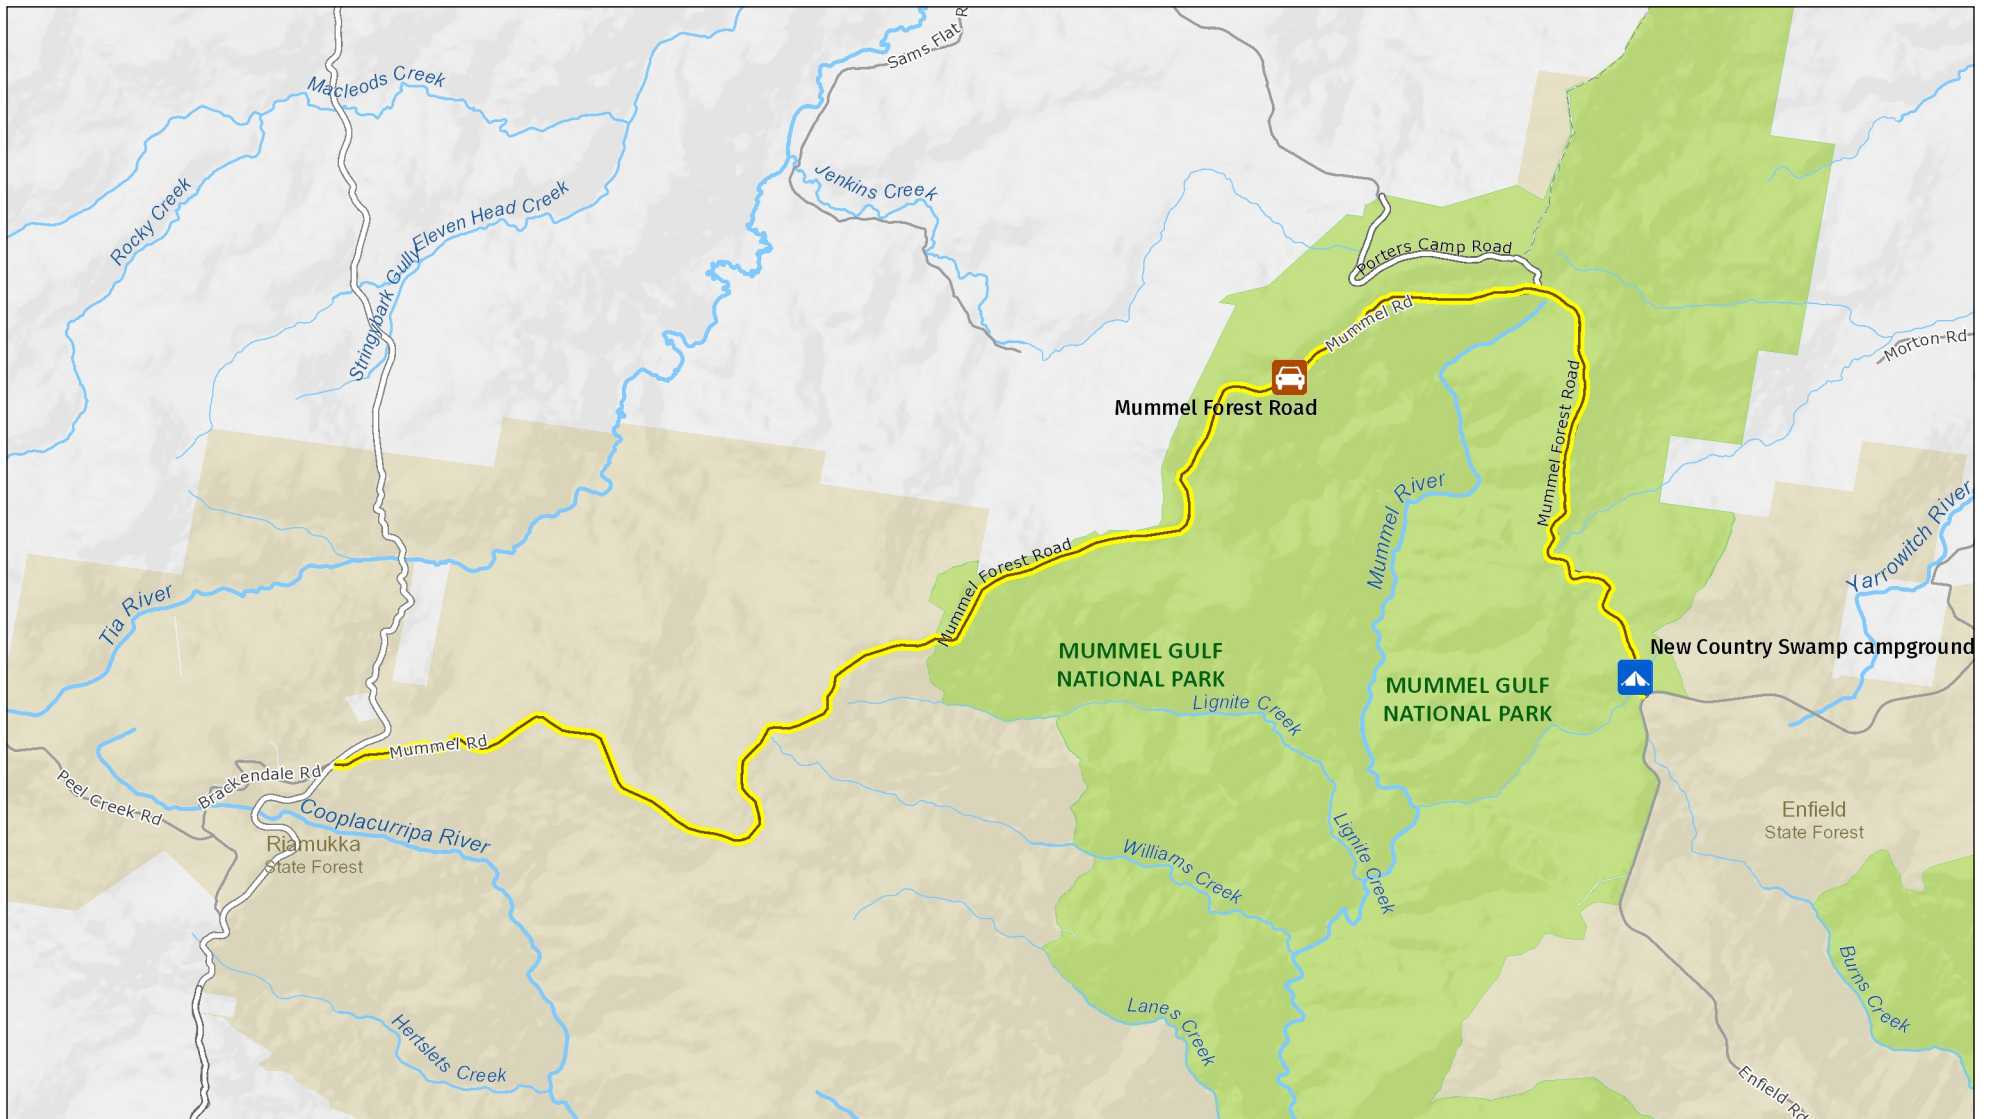 Sams Flat R
Macleods Creek
Jenkins Creek
Rocky Creek
Eleven Head Creek
Stringybark Gully
Porters Camp Road
Mummel Rd
Morton Rd
Mummel Forest Road
Mummel Forest Road
Mummel River
Yarrowitch River
Mummel Forest Road
Tia River
New Country Swamp campground
MUMMEL GULF
NATIONAL PARK
MUMMEL GULF
NATIONAL PARK
Lignite Creek
Mummel Rd
Brackendale Rd
Peel Creek Rd
Cooplacurripa River
Riamukka
State Forest
Enfield
State Forest
Lignite Creek
Williams Creek
Burns Creek
Lanes Creek
Hertslets Creek
Enfield Rd